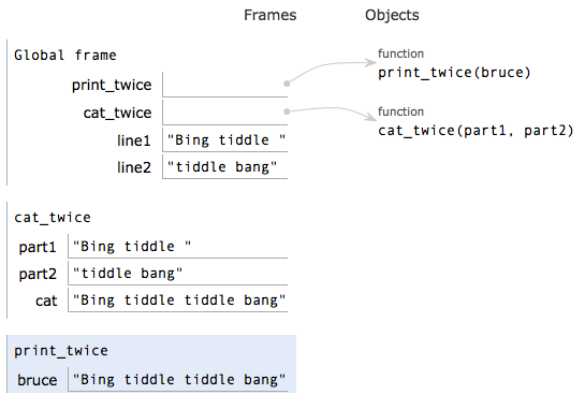 Frames Objects
Global frame
function
print_twice(bruce)
print_twice
function
cat_twice
cat_twice(part1, part2)
line1 "Bing tiddle "
line2 "tiddle bang"
cat_twice
part1 "Bing tiddle "
part2 "tiddle bang"
cat "Bing tiddle tiddle bang"
print_twice
bruce "Bing tiddle tiddle bang"